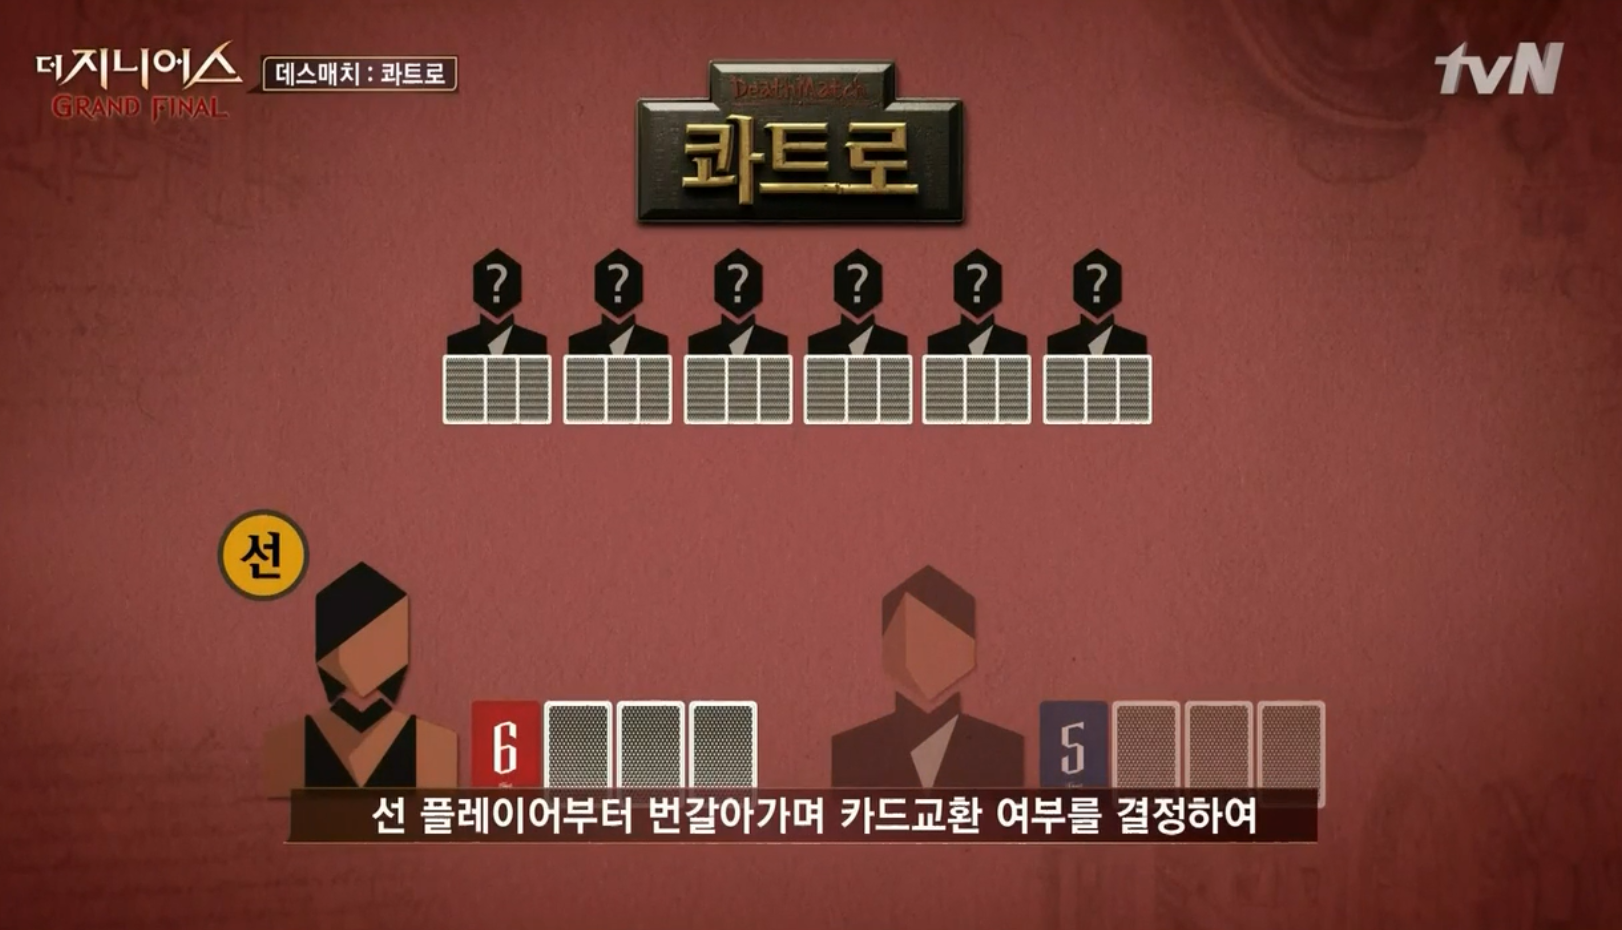 더 지니어스
GRAND FINAL
데스매치 : 콰트로
tvN
DeathMatch
콰트로
? ? ? ? ? ?
선
6
5
선 플레이어부터 번갈아가며 카드교환 여부를 결정하여